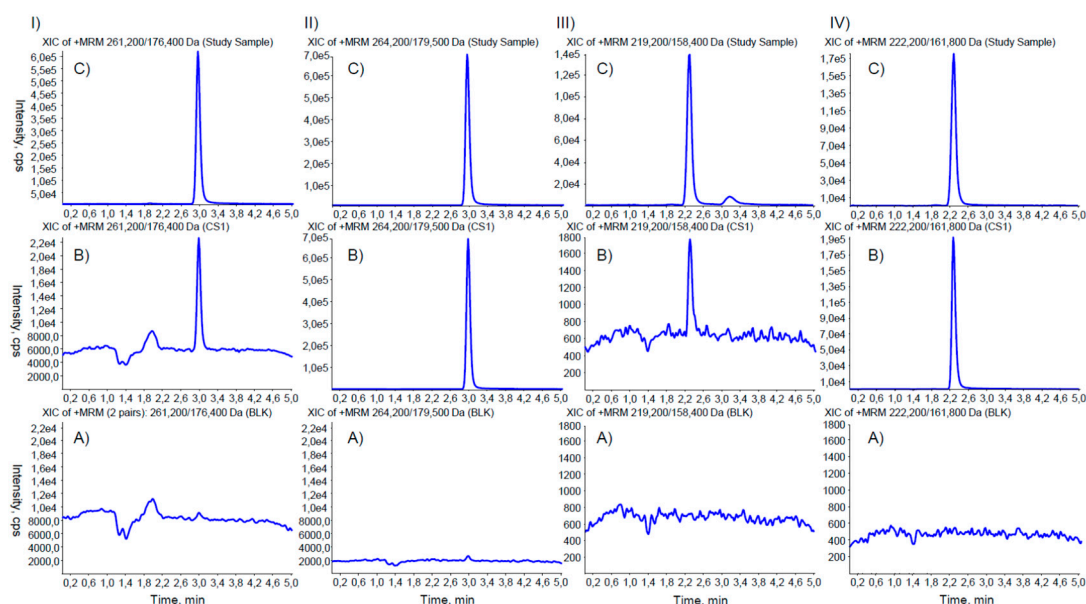 I)
II)
III)
IV)
XIC of +MRM 261,200/176,400 Da (Study Sample)
XIC of +MRM 264,200/179,500 Da (Study Sample)
XIC of +MRM 219,200/158,400 Da (Study Sample)
XIC of +MRM 222,200/161,800 Da (Study Sample)
C)
6,0e5
5,5e5
5,0e5
4,5e5
4,0e5
3,5e5
3,0e5
2,5e5
2,0e5
1,5e5
1,0e5
5,0e4
Intensity, cps
0,2 0,6 1,0 1,4 1,8 2,2 2,6 3,0 3,4 3,8 4,2 4,6 5,0
C)
7,0e5
6,0e5
5,0e5
4,0e5
3,0e5
2,0e5
1,0e5
0,2 0,6 1,0 1,4 1,8 2,2 2,6 3,0 3,4 3,8 4,2 4,6 5,0
C)
1,4e5
1,2e5
1,0e5
8,0e4
6,0e4
4,0e4
2,0e4
0,2 0,6 1,0 1,4 1,8 2,2 2,6 3,0 3,4 3,8 4,2 4,6 5,0
C)
1,7e5
1,5e5
1,3e5
1,1e5
9,0e4
7,0e4
5,0e4
3,0e4
1,0e4
0,2 0,6 1,0 1,4 1,8 2,2 2,6 3,0 3,4 3,8 4,2 4,6 5,0
XIC of +MRM 261,200/176,400 Da (CS1)
XIC of +MRM 264,200/179,500 Da (CS1)
XIC of +MRM 219,200/158,400 Da (CS1)
XIC of +MRM 222,200/161,800 Da (CS1)
B)
2,2e4
2,0e4
1,8e4
1,6e4
1,4e4
1,2e4
1,0e4
8000,0
6000,0
4000,0
2000,0
Intensity, cps
0,2 0,6 1,0 1,4 1,8 2,2 2,6 3,0 3,4 3,8 4,2 4,6 5,0
B)
7,0e5
6,0e5
5,0e5
4,0e5
3,0e5
2,0e5
1,0e5
0,2 0,6 1,0 1,4 1,8 2,2 2,6 3,0 3,4 3,8 4,2 4,6 5,0
B)
1800
1600
1400
1200
1000
800
600
400
200
0,2 0,6 1,0 1,4 1,8 2,2 2,6 3,0 3,4 3,8 4,2 4,6 5,0
B)
1,9e5
1,7e5
1,5e5
1,3e5
1,1e5
9,0e4
7,0e4
5,0e4
3,0e4
1,0e4
0,2 0,6 1,0 1,4 1,8 2,2 2,6 3,0 3,4 3,8 4,2 4,6 5,0
XIC of +MRM (2 pairs): 261,200/176,400 Da (BLK)
XIC of +MRM 264,200/179,500 Da (BLK)
XIC of +MRM 219,200/158,400 Da (BLK)
XIC of +MRM 222,200/161,800 Da (BLK)
A)
2,2e4
2,0e4
1,8e4
1,6e4
1,4e4
1,2e4
1,0e4
8000,0
6000,0
4000,0
2000,0
Intensity, cps
0,2 0,6 1,0 1,4 1,8 2,2 2,6 3,0 3,4 3,8 4,2 4,6 5,0
Time, min
A)
2,2e4
2,0e4
1,8e4
1,6e4
1,4e4
1,2e4
1,0e4
8000,0
6000,0
4000,0
2000,0
0,2 0,6 1,0 1,4 1,8 2,2 2,6 3,0 3,4 3,8 4,2 4,6 5,0
Time, min
A)
1800
1600
1400
1200
1000
800
600
400
200
0,2 0,6 1,0 1,4 1,8 2,2 2,6 3,0 3,4 3,8 4,2 4,6 5,0
Time, min
A)
1800
1600
1400
1200
1000
800
600
400
200
0,2 0,6 1,0 1,4 1,8 2,2 2,6 3,0 3,4 3,8 4,2 4,6 5,0
Time, min